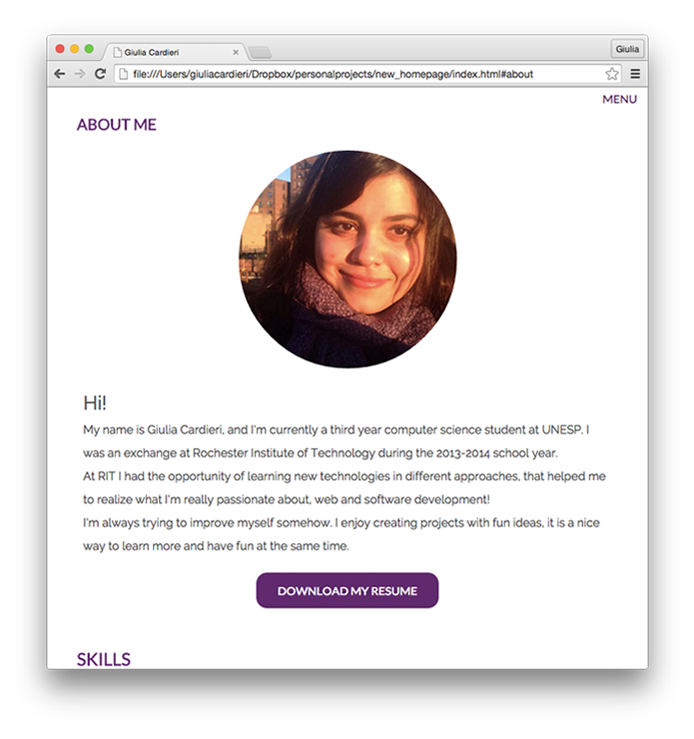 Giulia Cardieri
Giulia
file:///Users/giuliacardieri/Dropbox/personalprojects/new_homepage/index.html#about
MENU
ABOUT ME
Hi!
My name is Giulia Cardieri, and I'm currently a third year computer science student at UNESP. I
was an exchange at Rochester Institute of Technology during the 2013-2014 school year.
At RIT I had the opportunity of learning new technologies in different approaches, that helped me
to realize what I'm really passionate about, web and software development!
I'm always trying to improve myself somehow. I enjoy creating projects with fun ideas, it is a nice
way to learn more and have fun at the same time.
DOWNLOAD MY RESUME
SKILLS